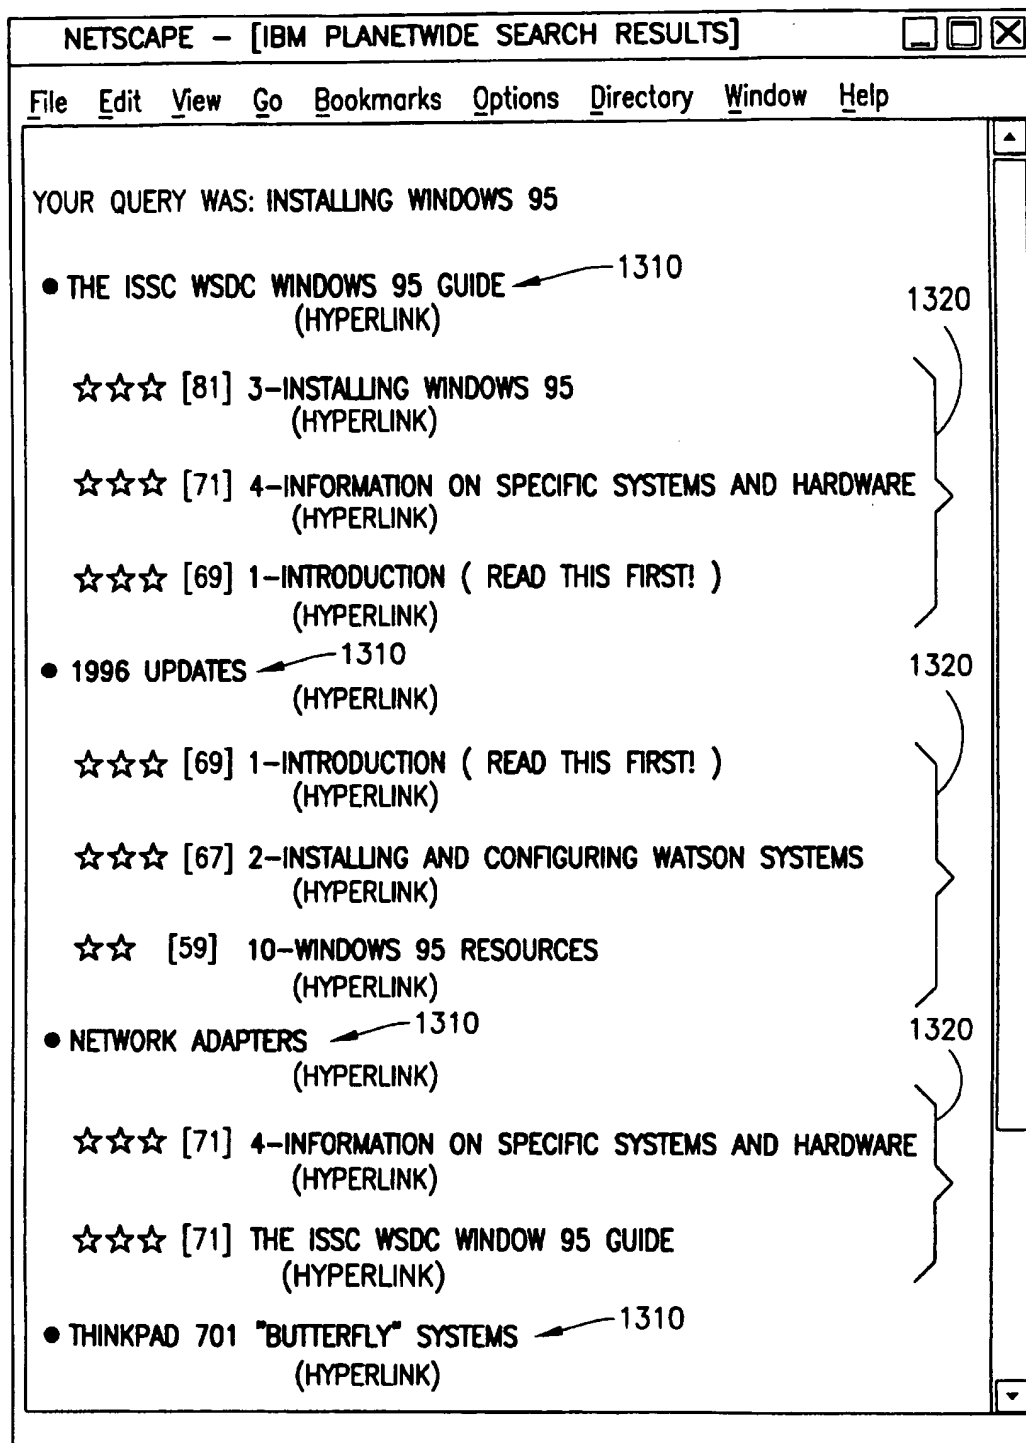 NETSCAPE – [IBM PLANETWIDE SEARCH RESULTS]
File Edit View Go Bookmarks Options Directory Window Help
YOUR QUERY WAS: INSTALLING WINDOWS 95
● THE ISSC WSDC WINDOWS 95 GUIDE 1310
(HYPERLINK)
1320
☆☆☆ [81] 3–INSTALLING WINDOWS 95
(HYPERLINK)
☆☆☆ [71] 4–INFORMATION ON SPECIFIC SYSTEMS AND HARDWARE
(HYPERLINK)
☆☆☆ [69] 1–INTRODUCTION ( READ THIS FIRST! )
(HYPERLINK)
● 1996 UPDATES 1310
(HYPERLINK)
1320
☆☆☆ [69] 1–INTRODUCTION ( READ THIS FIRST! )
(HYPERLINK)
☆☆☆ [67] 2–INSTALLING AND CONFIGURING WATSON SYSTEMS
(HYPERLINK)
☆☆ [59] 10–WINDOWS 95 RESOURCES
(HYPERLINK)
● NETWORK ADAPTERS 1310
(HYPERLINK)
1320
☆☆☆ [71] 4–INFORMATION ON SPECIFIC SYSTEMS AND HARDWARE
(HYPERLINK)
☆☆☆ [71] THE ISSC WSDC WINDOW 95 GUIDE
(HYPERLINK)
● THINKPAD 701 "BUTTERFLY" SYSTEMS 1310
(HYPERLINK)